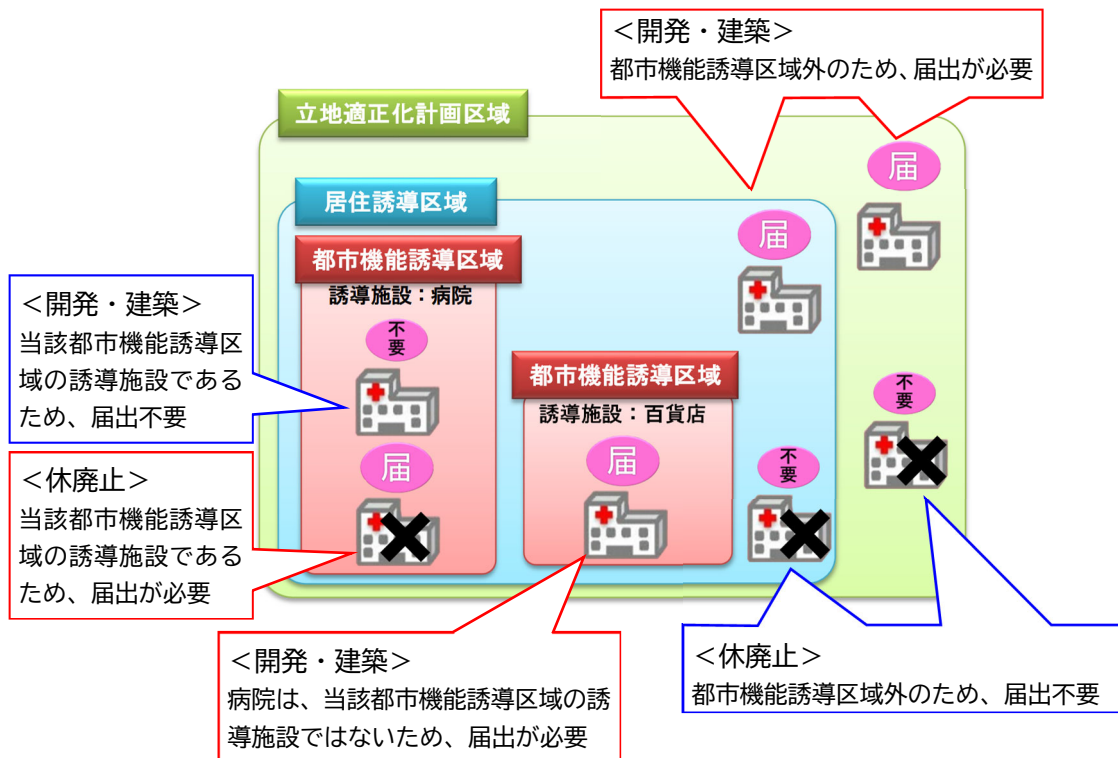 ＜開発・建築＞
都市機能誘導区域外のため、届出が必要
立地適正化計画区域
届
居住誘導区域
届
都市機能誘導区域
誘導施設：病院
不
要
＜開発・建築＞
当該都市機能誘導区
域の誘導施設である
ため、届出不要
都市機能誘導区域
誘導施設：百貨店
不
要
届
届
不
要
＜休廃止＞
当該都市機能誘導区
域の誘導施設である
ため、届出が必要
＜開発・建築＞
病院は、当該都市機能誘導区域の誘
導施設ではないため、届出が必要
＜休廃止＞
都市機能誘導区域外のため、届出不要